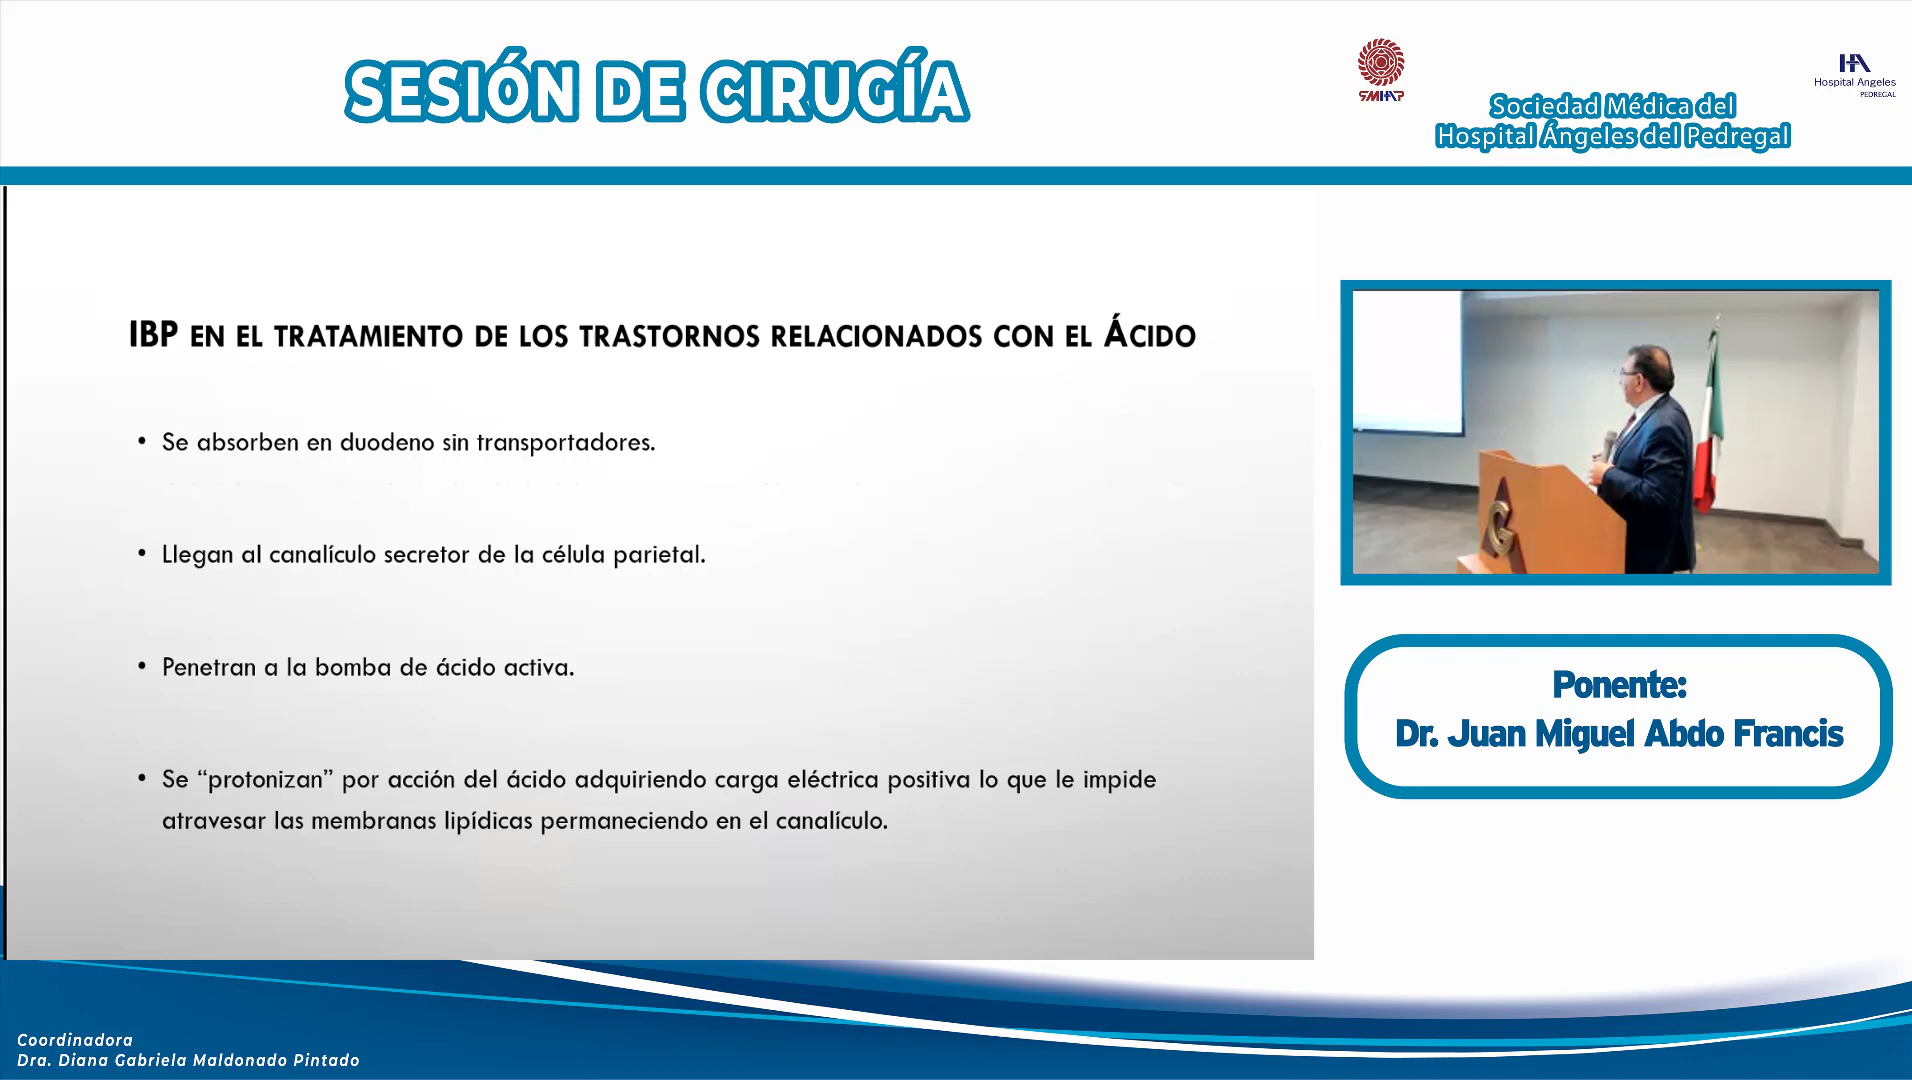 SESIÓN DE CIRUGÍA
SMHAP
Sociedad Médica del
Hospital Ángeles del Pedregal
HA
Hospital Angeles
PEDREGAL
IBP EN EL TRATAMIENTO DE LOS TRASTORNOS RELACIONADOS CON EL ÁCIDO
• Se absorben en duodeno sin transportadores.
• Llegan al canalículo secretor de la célula parietal.
• Penetran a la bomba de ácido activa.
• Se “protonizan” por acción del ácido adquiriendo carga eléctrica positiva lo que le impide
atravesar las membranas lipídicas permaneciendo en el canalículo.
G
Ponente:
Dr. Juan Miguel Abdo Francis
Coordinadora
Dra. Diana Gabriela Maldonado Pintado